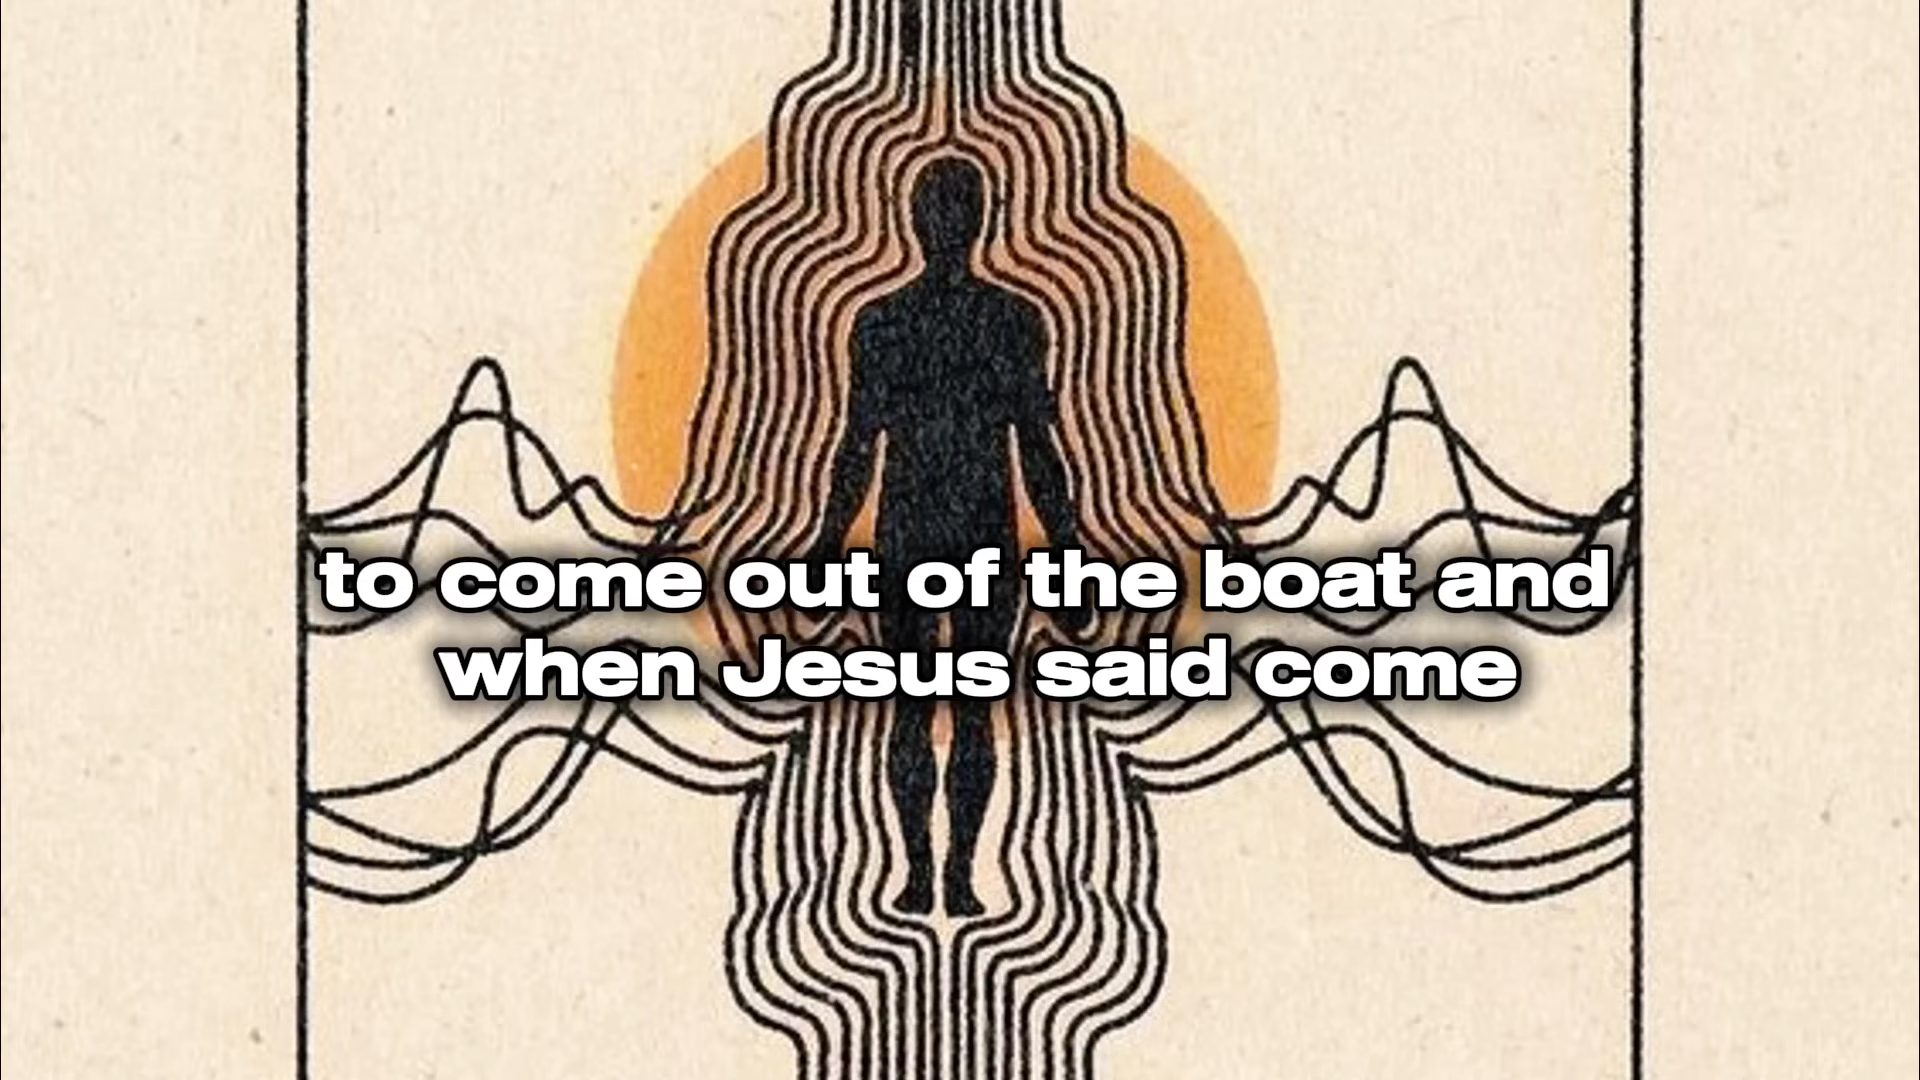 to come out of the boat and
when Jesus said come